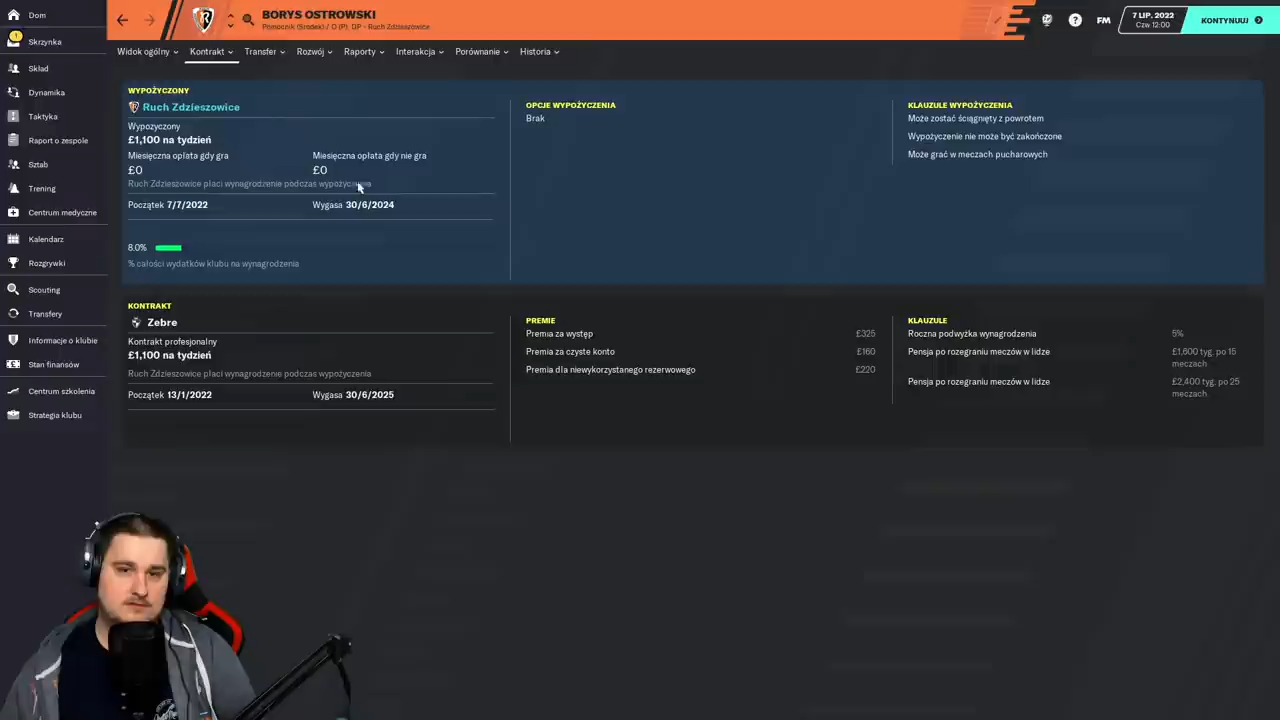 Dom
1
Skrzynka
Skład
Dynamika
Taktyka
Raport o zespole
Sztab
Trening
Centrum medyczne
Kalendarz
Rozgrywki
Scouting
Transfery
Informacje o klubie
Stan finansów
Centrum szkolenia
Strategia klubu
BORYS OSTROWSKI
Pomocnik (Środek) / O (P), DP - Ruch Zdzieszowice
FM
7 LIP. 2022
Czw 12:00
KONTYNUUJ
Widok ogólny
Kontrakt
Transfer
Rozwój
Raporty
Interakcja
Porównanie
Historia
WYPOŻYCZONY
Ruch Zdzieszowice
Wypożyczony
£1,100 na tydzień
Miesięczna opłata gdy gra
Miesięczna opłata gdy nie gra
£0
£0
Ruch Zdzieszowice płaci wynagrodzenie podczas wypożyczenia
Początek 7/7/2022
Wygasa 30/6/2024
8.0%
% całości wydatków klubu na wynagrodzenia
OPCJE WYPOŻYCZENIA
Brak
KLAUZULE WYPOŻYCZENIA
Może zostać ściągnięty z powrotem
Wypożyczenie nie może być zakończone
Może grać w meczach pucharowych
KONTRAKT
Zebre
Kontrakt profesjonalny
£1,100 na tydzień
Ruch Zdzieszowice płaci wynagrodzenie podczas wypożyczenia
Początek 13/1/2022
Wygasa 30/6/2025
PREMIE
Premia za występ
£325
Premia za czyste konto
£160
Premia dla niewykorzystanego rezerwowego
£220
KLAUZULE
Roczna podwyżka wynagrodzenia
5%
Pensja po rozegraniu meczów w lidze
£1,600 tyg. po 15
meczach
Pensja po rozegraniu meczów w lidze
£2,400 tyg. po 25
meczach